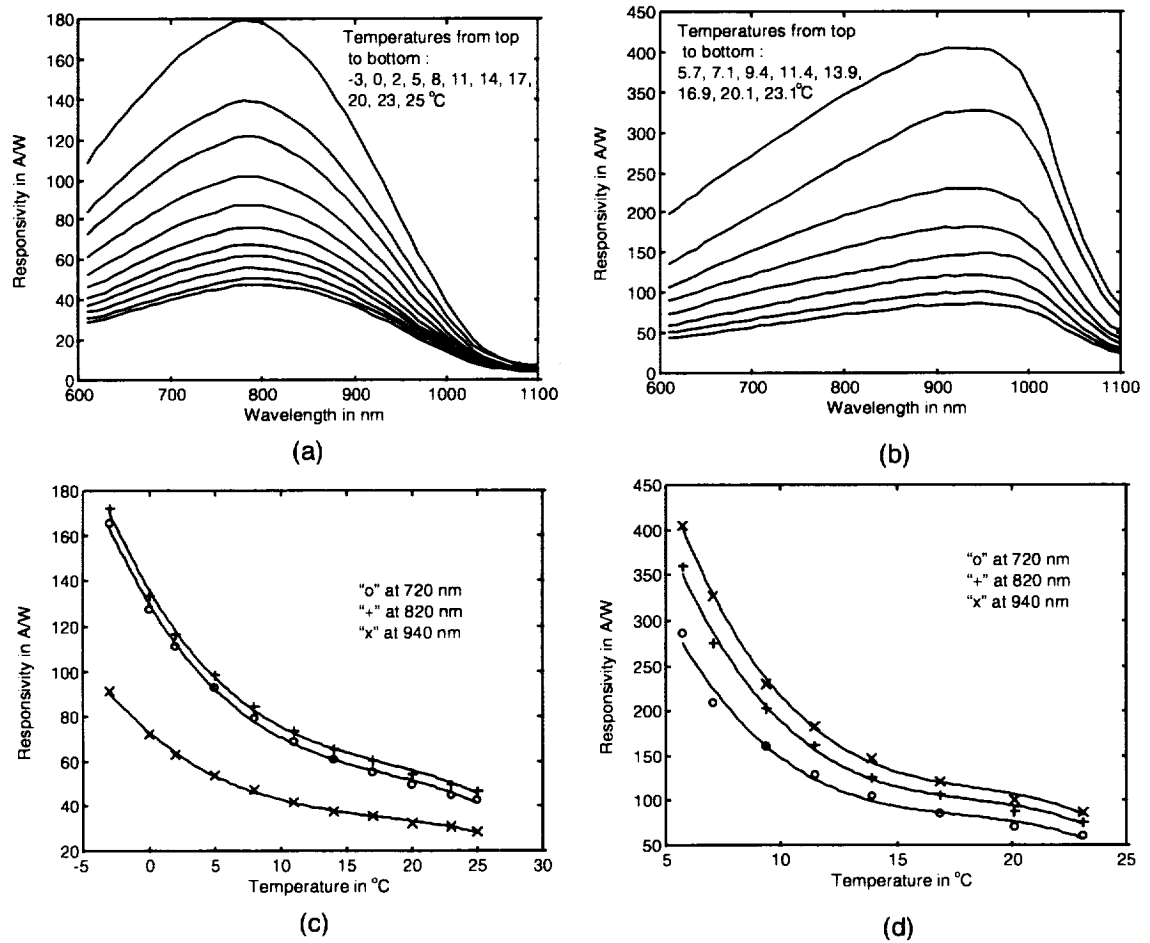 180
160
140
120
100
80
60
40
20
0
Responsivity in A/W
Temperatures from top
to bottom :
-3, 0, 2, 5, 8, 11, 14, 17,
20, 23, 25 °C
600 700 800 900 1000 1100
Wavelength in nm
(a)
450
400
350
300
250
200
150
100
50
0
Responsivity in A/W
Temperatures from top
to bottom :
5.7, 7.1, 9.4, 11.4, 13.9,
16.9, 20.1, 23.1°C
600 700 800 900 1000 1100
Wavelength in nm
(b)
180
160
140
120
100
80
60
40
20
Responsivity in A/W
"o" at 720 nm
"+" at 820 nm
"x" at 940 nm
-5 0 5 10 15 20 25 30
Temperature in °C
(c)
450
400
350
300
250
200
150
100
50
Responsivity in A/W
"o" at 720 nm
"+" at 820 nm
"x" at 940 nm
5 10 15 20 25
Temperature in °C
(d)